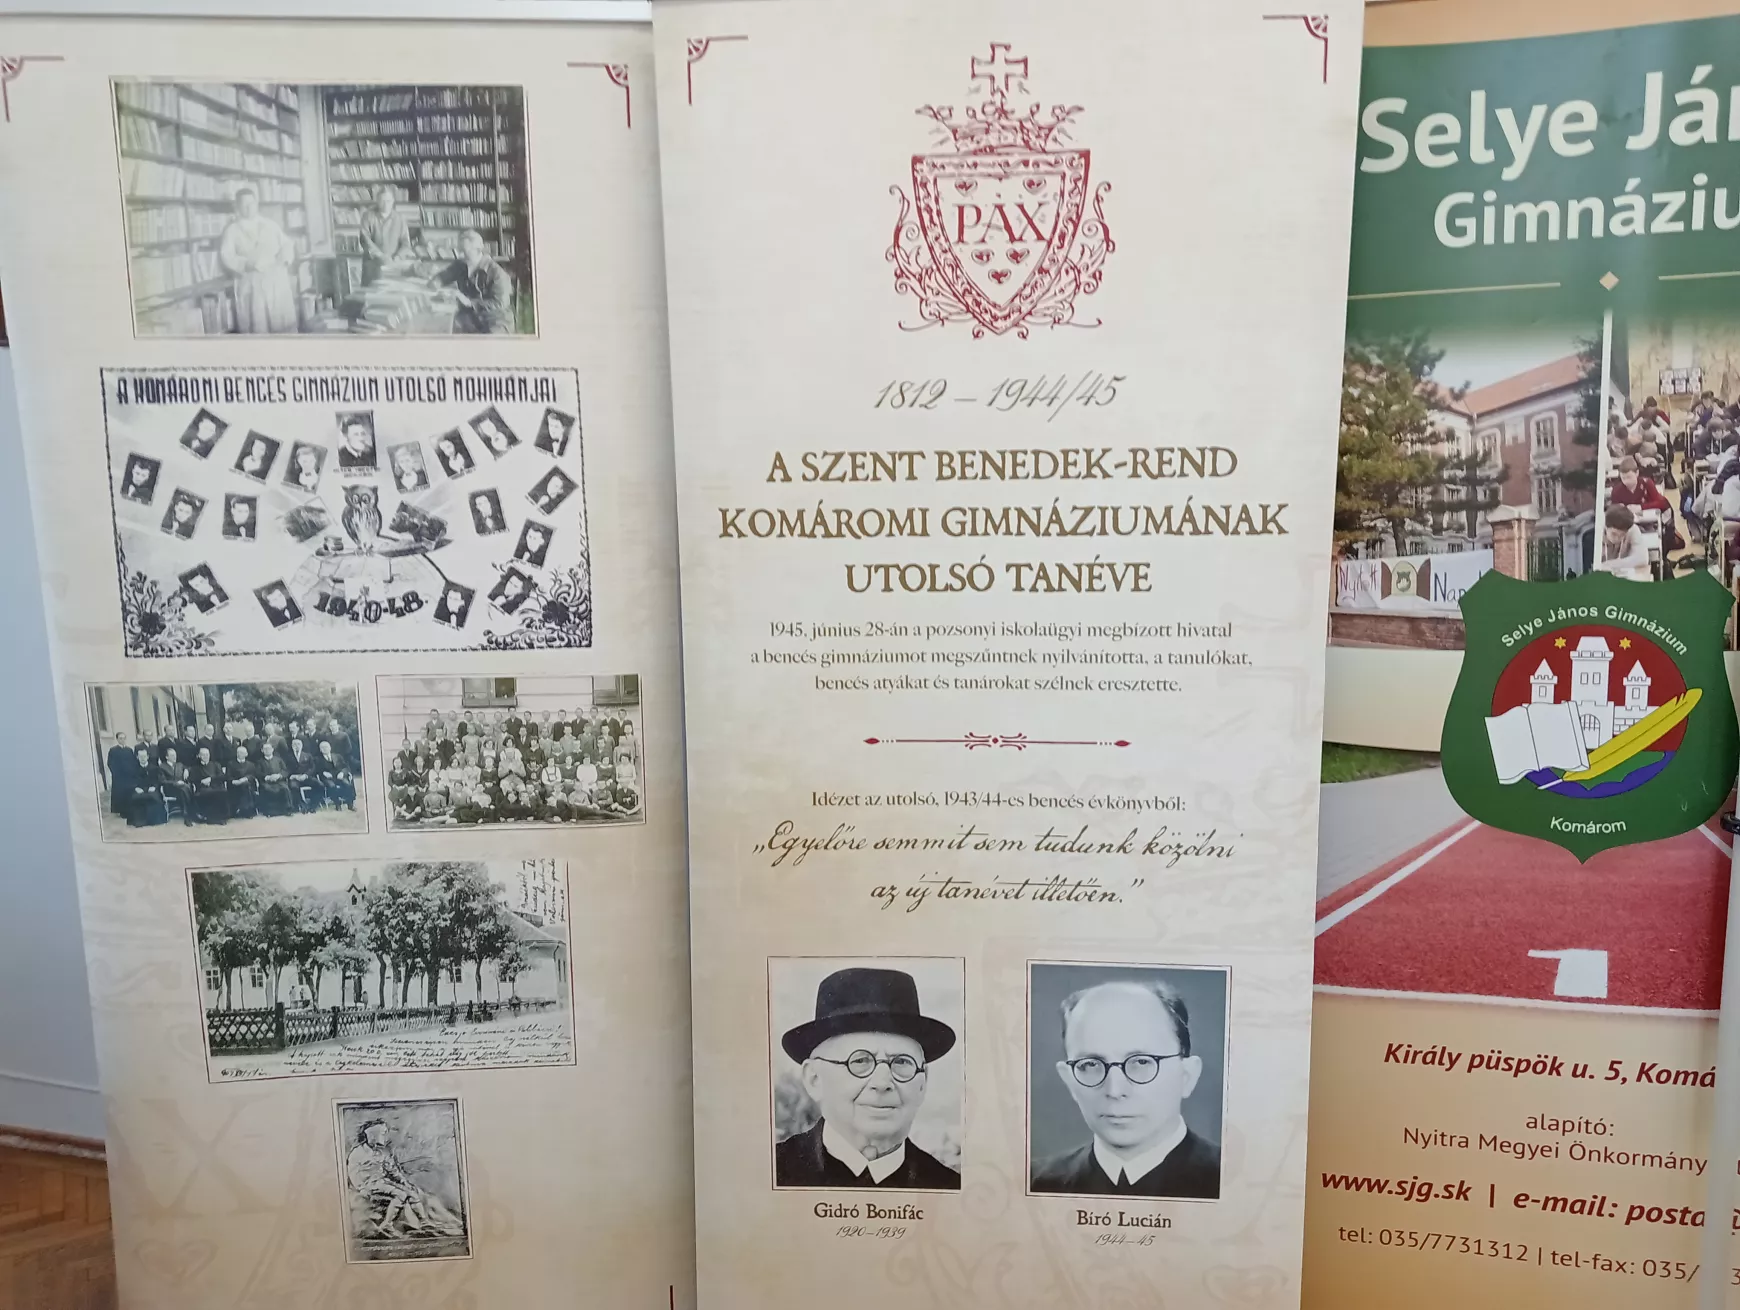 A KOMÁROMI BENCÉS GIMNÁZIUM UTOLSÓ MOHIKÁNJAI
1940-48.
PAX
1812 – 1944/45
A SZENT BENEDEK-REND
KOMÁROMI GIMNÁZIUMÁNAK
UTOLSÓ TANÉVE
1945. június 28-án a pozsonyi iskolaügyi megbízott hivatal
a bencés gimnáziumot megszűntnek nyilvánította, a tanulókat,
bencés atyákat és tanárokat szélnek eresztette.
Idézet az utolsó, 1943/44-es bencés évkönyvből:
„Egyelőre semmit sem tudunk közölni
az új tanévet illetően.”
Gidró Bonifác
1920–1939
Bíró Lucián
1944–45
Selye Ján
Gimnáziu
Nyitott
Selye János Gimnázium
Komárom
Király püspök u. 5, Komá
alapító:
Nyitra Megyei Önkormány
www.sjg.sk | e-mail: posta
tel: 035/7731312 | tel-fax: 035/